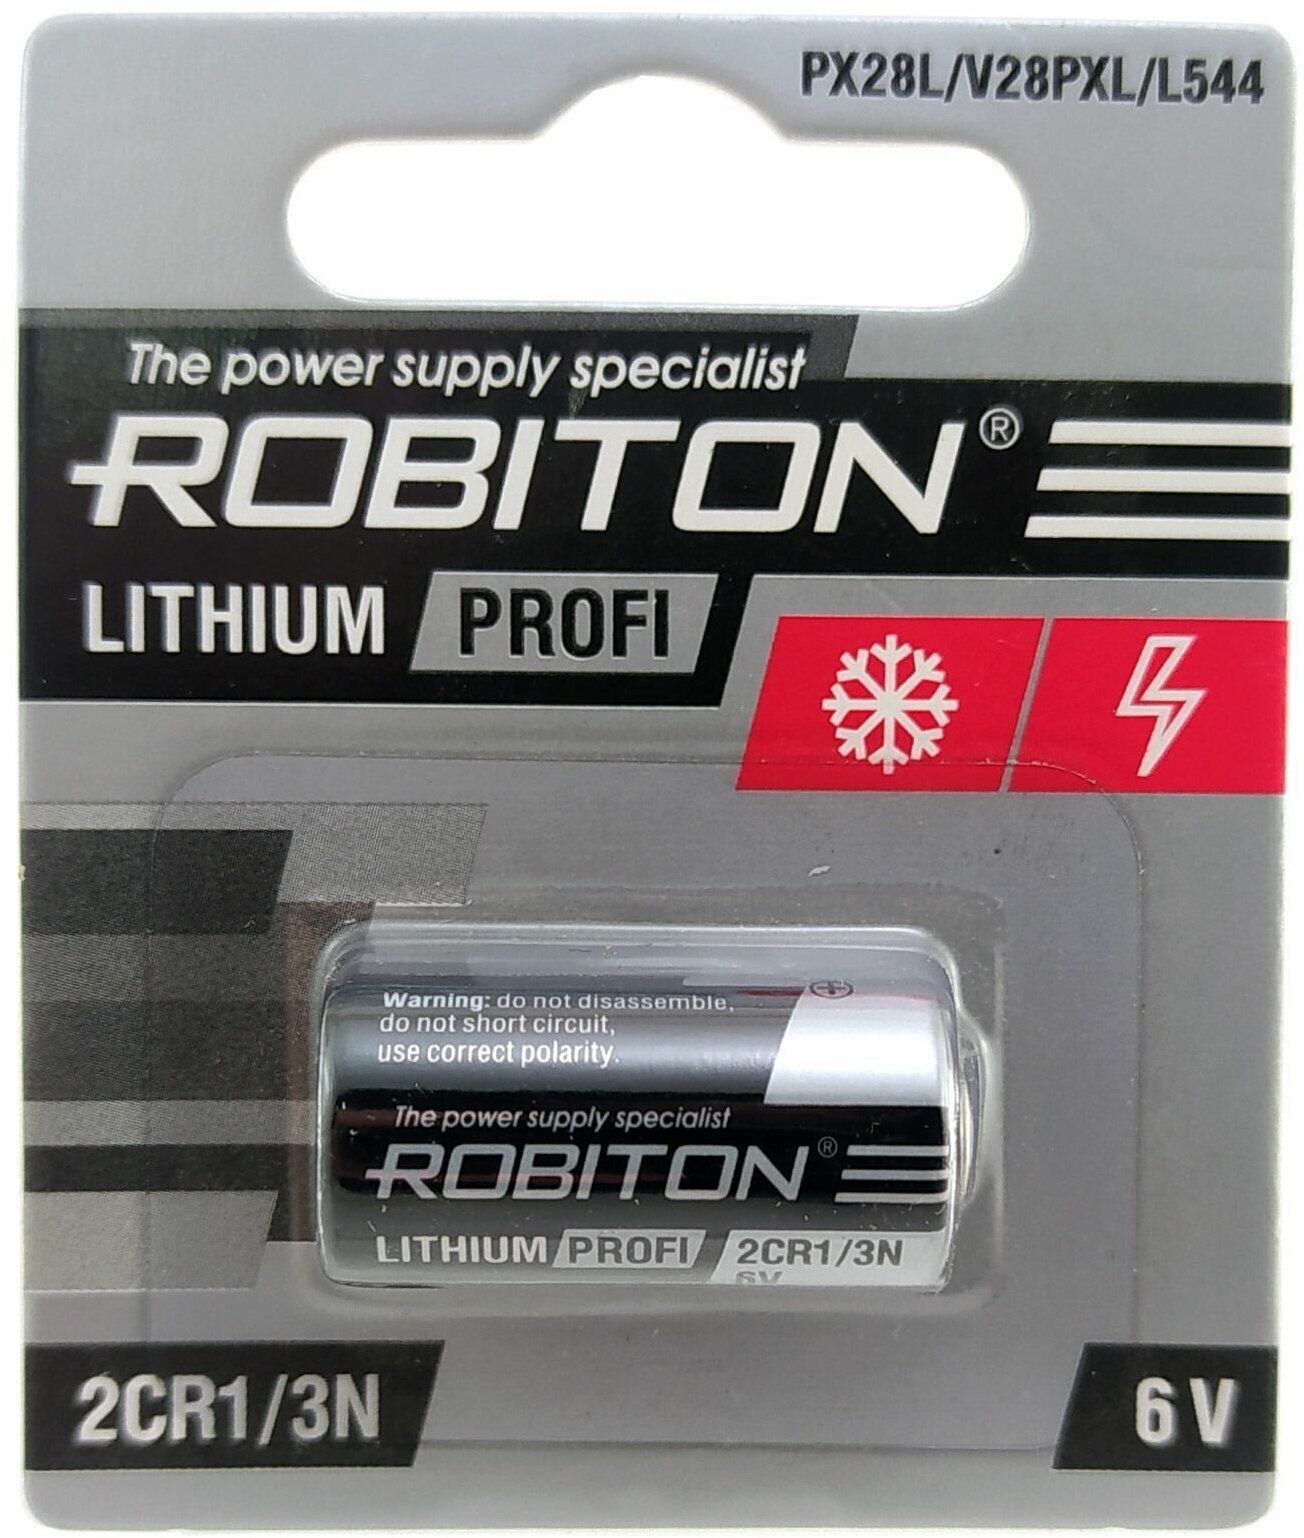 PX28L/V28PXL/L544
The power supply specialist
ROBITON®
LITHIUM PROFI
Warning: do not disassemble,
do not short circuit,
use correct polarity.
The power supply specialist
ROBITON®
LITHIUM PROFI 2CR1/3N
6V
2CR1/3N
6 V